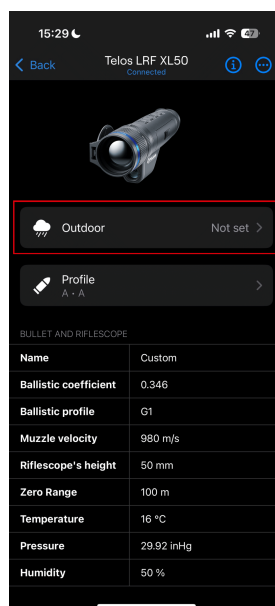 15:29
47
Back
Telos LRF XL50
Connected
Outdoor
Not set
Profile
A • A
BULLET AND RIFLESCOPE
Name Custom
Ballistic coefficient 0.346
Ballistic profile G1
Muzzle velocity 980 m/s
Riflescope's height 50 mm
Zero Range 100 m
Temperature 16 °C
Pressure 29.92 inHg
Humidity 50 %